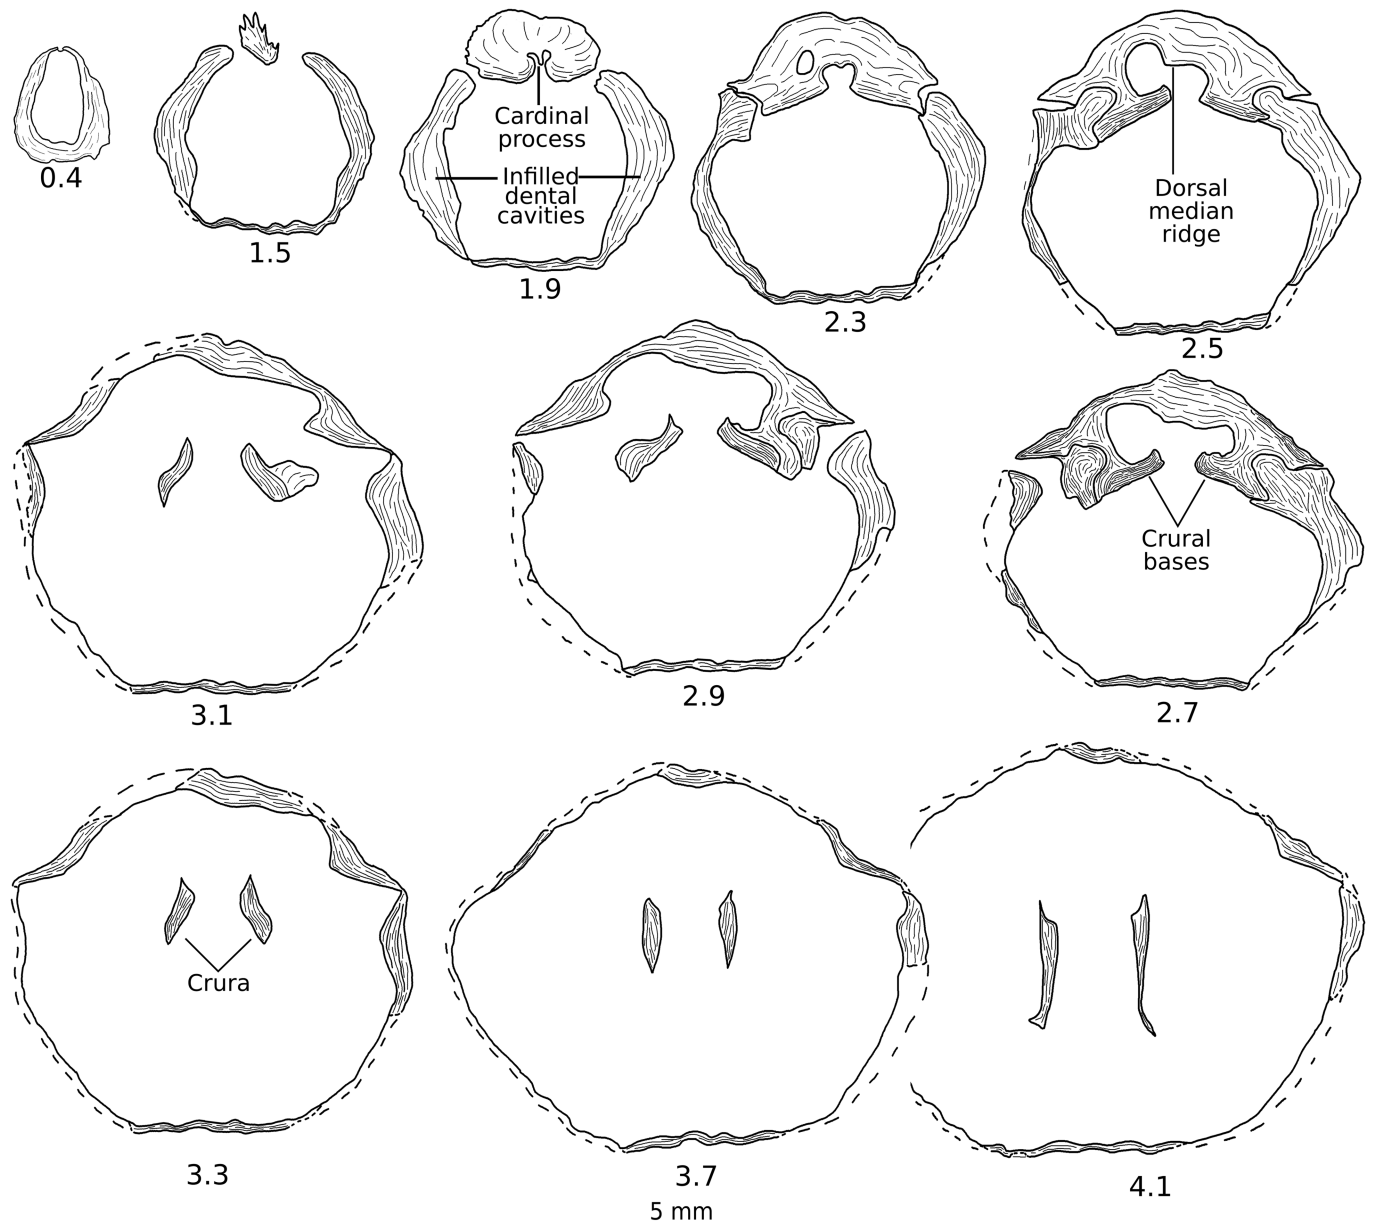 0.4
1.5
Cardinal
process
Infilled
dental
cavities
1.9
2.3
Dorsal
median
ridge
2.5
3.1
2.9
Crural
bases
2.7
Crura
3.3
3.7
4.1
5 mm